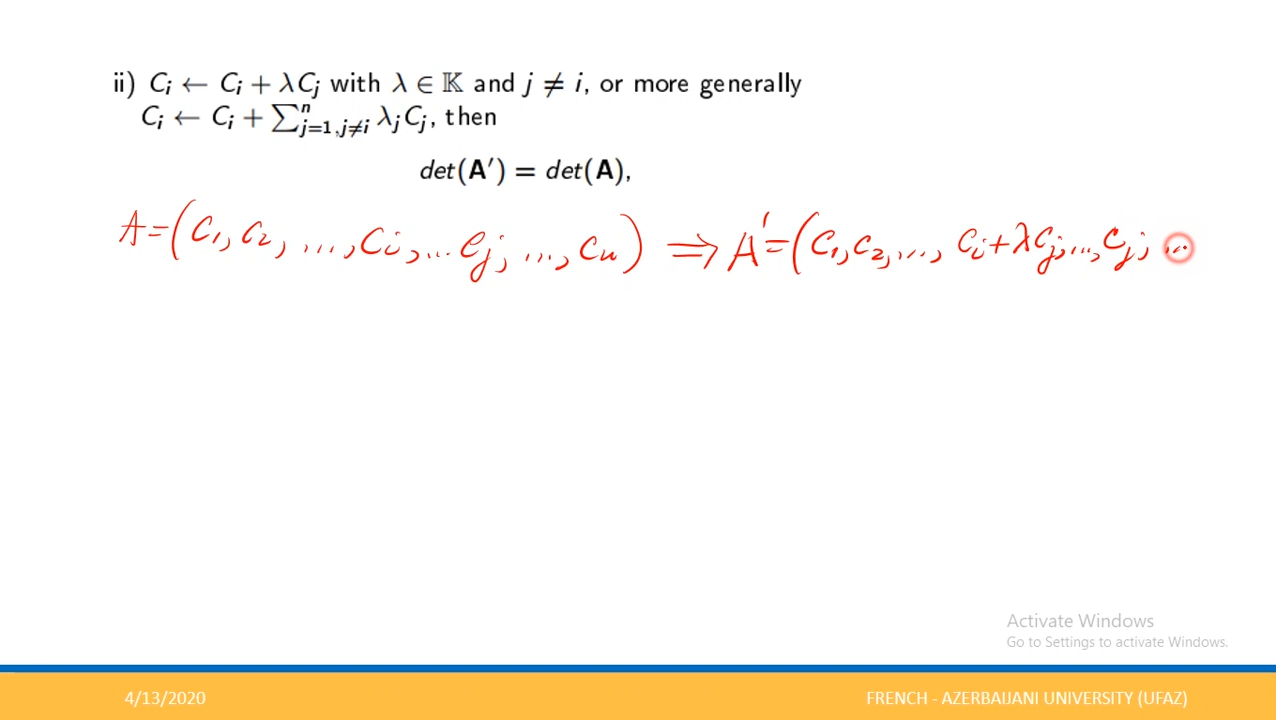 ii) Cᵢ ← Cᵢ + λCⱼ with λ ∈ 𝕂 and j ≠ i, or more generally
Cᵢ ← Cᵢ + ∑ⁿⱼ₌₁,ⱼ≠ᵢ λⱼCⱼ, then
det(A′) = det(A),
A=(C₁, C₂, ..., Cᵢ, ... Cⱼ, ..., Cₙ) ⟹ A'=(C₁, C₂, ..., Cᵢ+λCⱼ, ..., Cⱼ, ...
Activate Windows
Go to Settings to activate Windows.
4/13/2020 FRENCH - AZERBAIJANI UNIVERSITY (UFAZ)